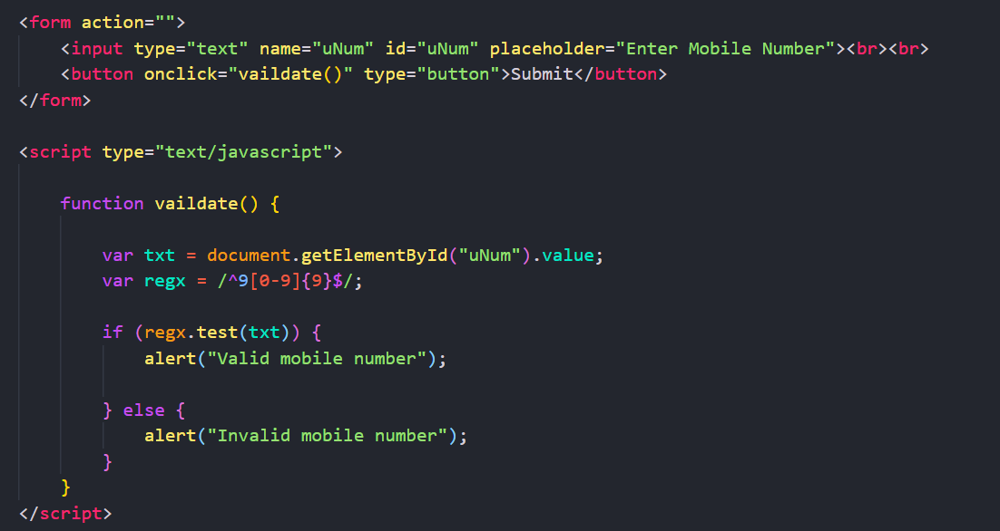 <form action="">
    <input type="text" name="uNum" id="uNum" placeholder="Enter Mobile Number"><br><br>
    <button onclick="vaildate()" type="button">Submit</button>
</form>

<script type="text/javascript">

    function vaildate() {

        var txt = document.getElementById("uNum").value;
        var regx = /^9[0-9]{9}$/;

        if (regx.test(txt)) {
            alert("Valid mobile number");

        } else {
            alert("Invalid mobile number");
        }
    }
</script>